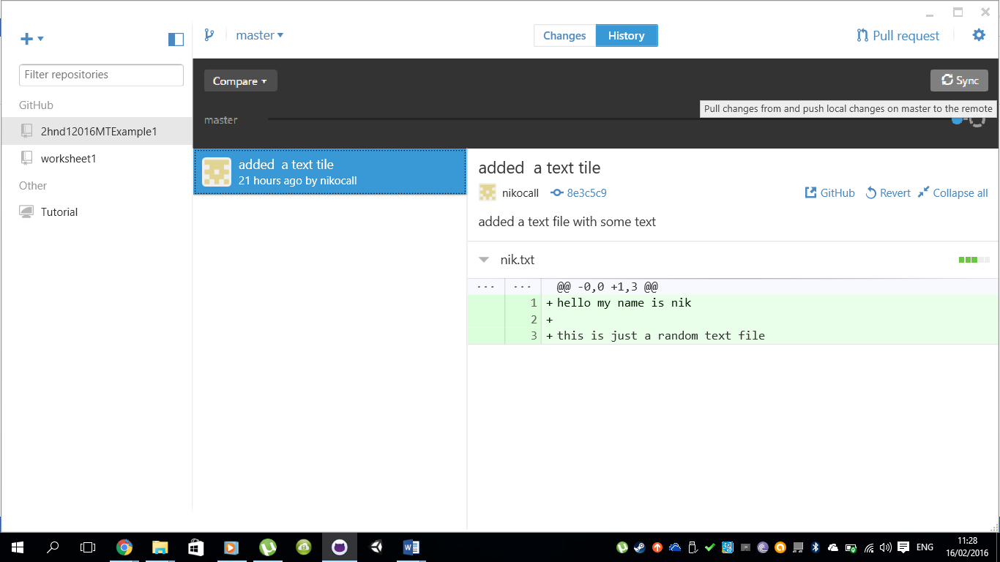 master
Changes
History
Pull request
Filter repositories
GitHub
2hnd12016MTExample1
worksheet1
Other
Tutorial
Compare
Sync
Pull changes from and push local changes on master to the remote
master
added  a text tile
21 hours ago by nikocall
added  a text tile
nikocall 8e3c5c9
GitHub Revert Collapse all
added a text file with some text
nik.txt
... ... @@ -0,0 +1,3 @@
1 + hello my name is nik
2 +
3 + this is just a random text file
ENG
11:28
16/02/2016